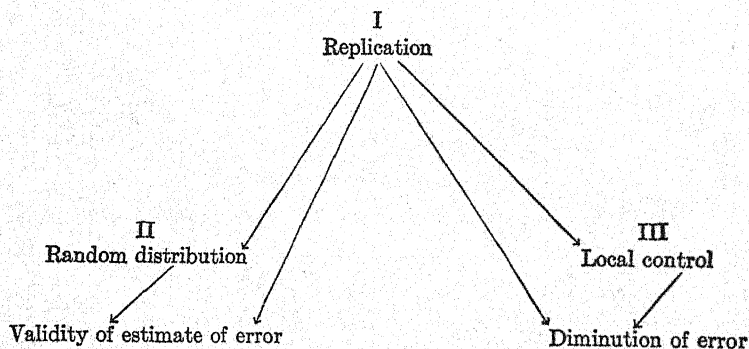 I
Replication
II
Random distribution
III
Local control
Validity of estimate of error
Diminution of error